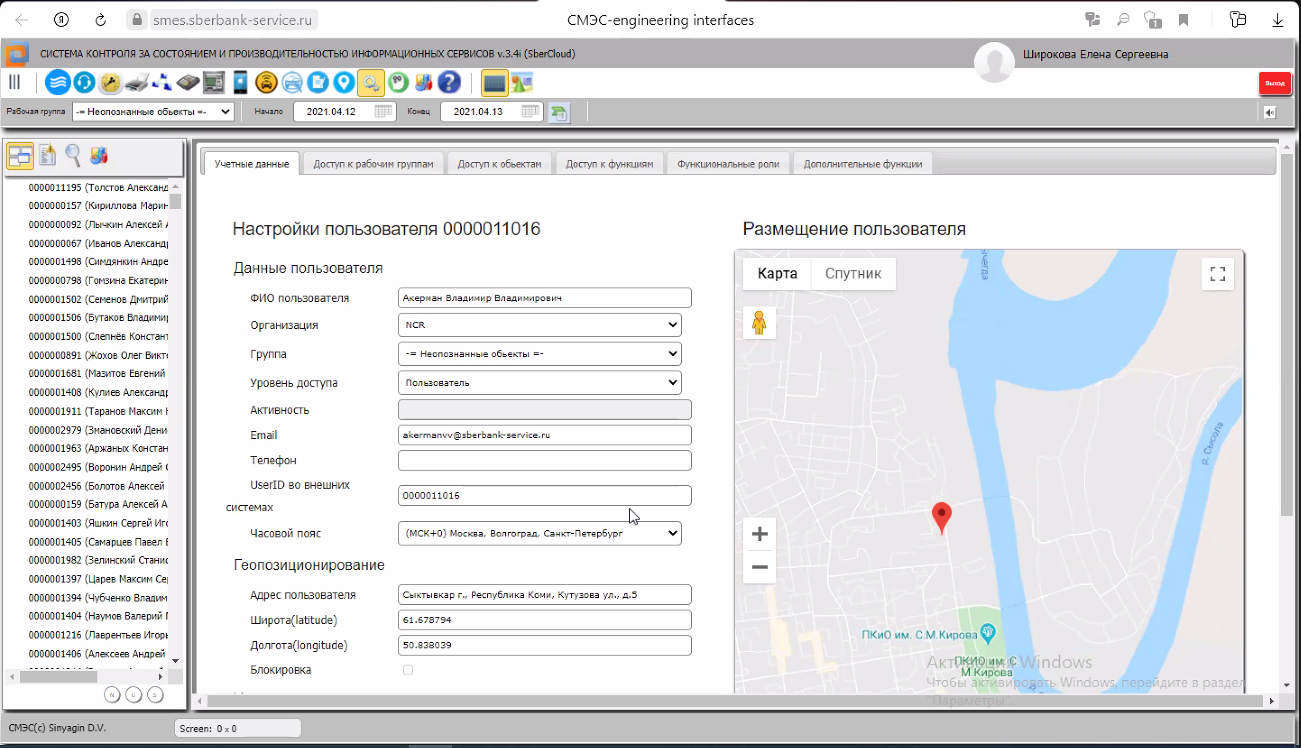 smes.sberbank-service.ru
СМЭС-engineering interfaces
СИСТЕМА КОНТРОЛЯ ЗА СОСТОЯНИЕМ И ПРОИЗВОДИТЕЛЬНОСТЬЮ ИНФОРМАЦИОННЫХ СЕРВИСОВ v.3.4i (SberCloud)
Широкова Елена Сергеевна
Выход
Рабочая группа
-= Неопознанные обьекты =-
Начало
2021.04.12
Конец
2021.04.13
Учетные данные
Доступ к рабочим группам
Доступ к обьектам
Доступ к функциям
Функциональные роли
Дополнительные функции
0000011195 (Толстов Александ
0000000157 (Кириллова Марин
0000000092 (Лычкин Алексей А
0000000067 (Иванов Александр
0000001498 (Симдянкин Андре
0000000798 (Гомзина Екатерин
0000001502 (Семенов Дмитрий
0000001506 (Бутаков Владими
0000001500 (Слепнёв Констант
0000000891 (Жохов Олег Викт
0000001681 (Мазитов Евгений
0000001408 (Кулиев Александр
0000001911 (Таранов Максим
0000002979 (Змановский Дени
0000001963 (Аржаных Констан
0000002495 (Воронин Андрей
0000002456 (Болотов Алексей
0000000159 (Батура Алексей А
0000001403 (Яшкин Сергей Иго
0000001405 (Самарцев Павел
0000001982 (Зелинский Станис
0000001397 (Царев Максим Се
0000001394 (Чубченко Владим
0000001404 (Наумов Валерий
0000001216 (Лаврентьев Игорь
0000001406 (Алексеев Андрей
N
U
S
Настройки пользователя 0000011016
Данные пользователя
ФИО пользователя
Акерман Владимир Владимирович
Организация
NCR
Группа
-= Неопознанные обьекты =-
Уровень доступа
Пользователь
Активность
Email
akermanvv@sberbank-service.ru
Телефон
UserID во внешних
системах
0000011016
Часовой пояс
(МСК+0) Москва, Волгоград, Санкт-Петербург
Геопозиционирование
Адрес пользователя
Сыктывкар г., Республика Коми, Кутузова ул., д.5
Широта(latitude)
61.678794
Долгота(longitude)
50.838039
Блокировка
Размещение пользователя
Карта
Спутник
р. Сысола
ПКиО им. С.М.Кирова
ПКИО им. С.
М.Кирова
Активация Windows
Чтобы активировать Windows, перейдите в раздел
"Параметры".
СМЭС(c) Sinyagin D.V.
Screen: 0 x 0